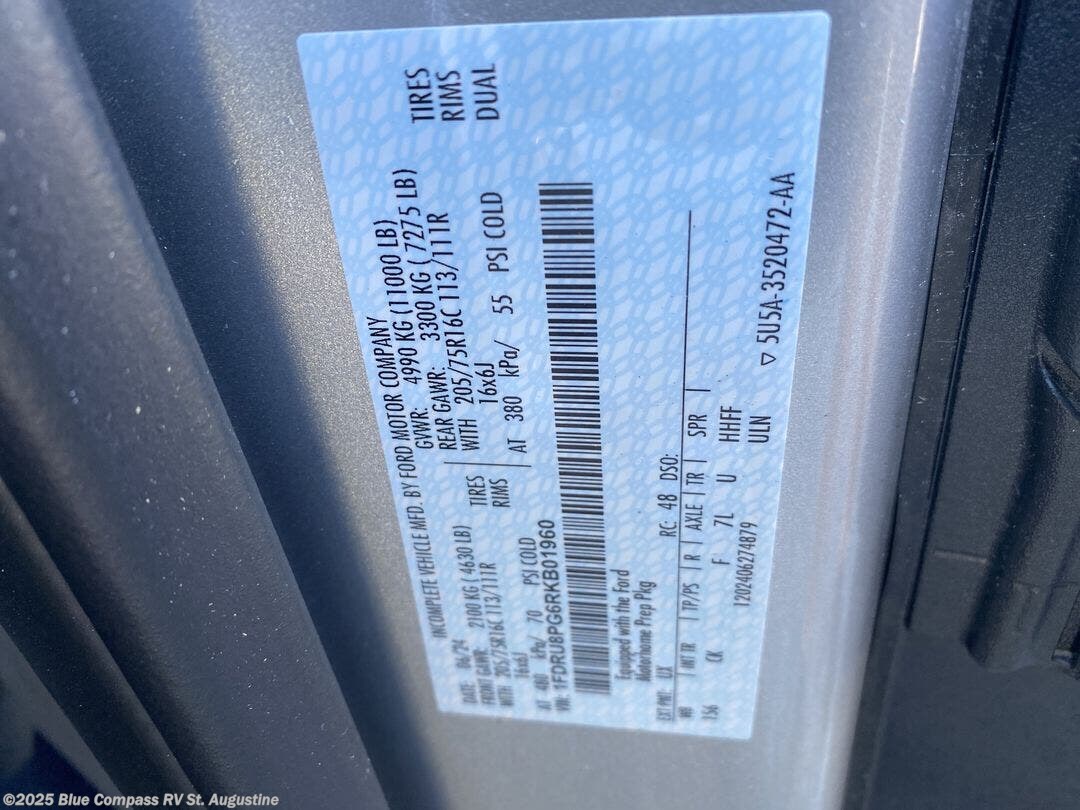 INCOMPLETE VEHICLE MFD. BY FORD MOTOR COMPANY
DATE: 06/24 GVWR: 4990 KG (11000 LB)
FRONT GAWR: 2100 KG (4630 LB) REAR GAWR: 3300 KG (7275 LB)
WITH 205/75R16C 113/111R TIRES WITH 205/75R16C 113/111R TIRES
16x6J RIMS 16x6J RIMS
AT 480 kPa/ 70 PSI COLD AT 380 kPa/ 55 PSI COLD DUAL
VIN: 1FDRU8PG6RKB01960
Equipped with the Ford
Motorhome Prep Pkg
EXT PNT: UX RC: 48 DSO:
WB INT TR TP/PS R AXLE TR SPR
156 CK F 7L U HHFF
1202406274879 ULN
▽ 5U5A-3520472-AA
©2025 Blue Compass RV St. Augustine